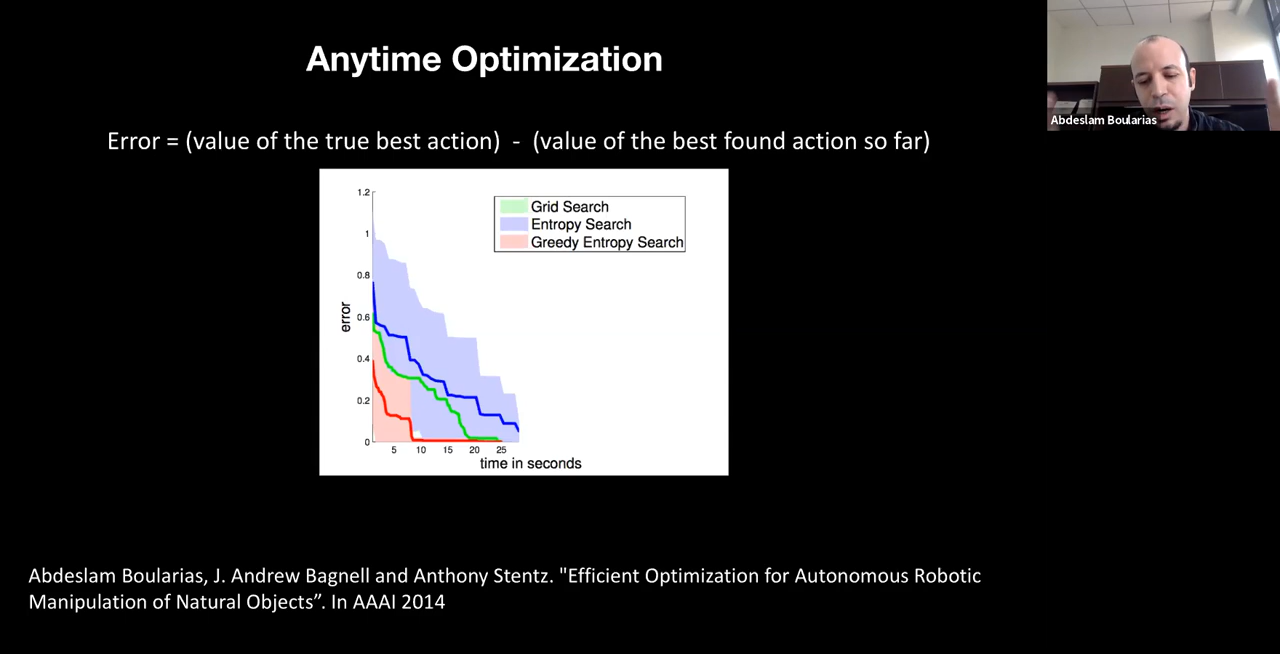 Anytime Optimization
Abdeslam Boularias
Error = (value of the true best action) - (value of the best found action so far)
1.2
1
0.8
0.6
0.4
0.2
0
error
Grid Search
Entropy Search
Greedy Entropy Search
5 10 15 20 25
time in seconds
Abdeslam Boularias, J. Andrew Bagnell and Anthony Stentz. "Efficient Optimization for Autonomous Robotic
Manipulation of Natural Objects”. In AAAI 2014